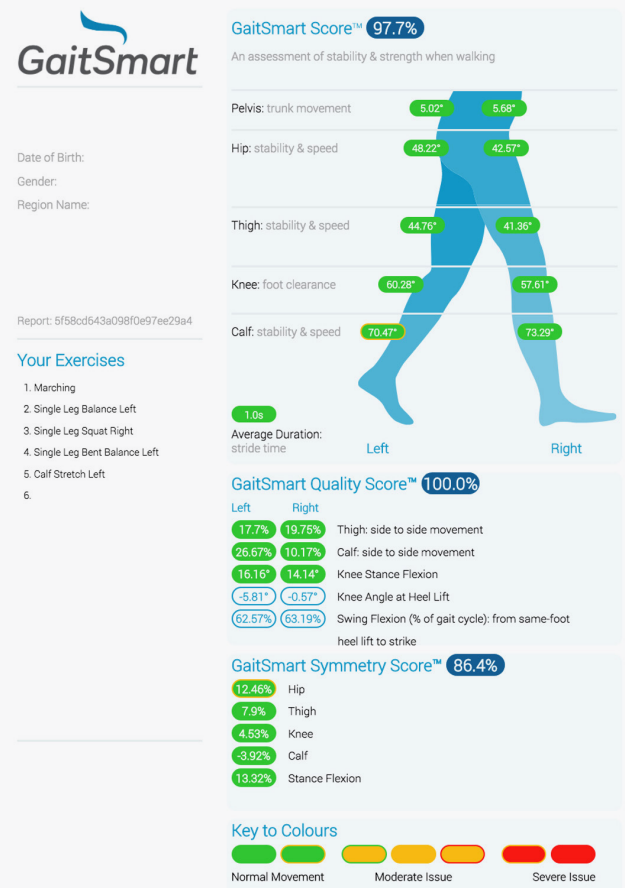 GaitSmart
Date of Birth:
Gender:
Region Name:
Report: 5f58cd643a098f0e97ee29a4
Your Exercises
1. Marching
2. Single Leg Balance Left
3. Single Leg Squat Right
4. Single Leg Bent Balance Left
5. Calf Stretch Left
6.
GaitSmart Score™ 97.7%
An assessment of stability & strength when walking
Pelvis: trunk movement 5.02° 5.68°
Hip: stability & speed 48.22° 42.57°
Thigh: stability & speed 44.76° 41.36°
Knee: foot clearance 60.28° 57.61°
Calf: stability & speed 70.47° 73.29°
1.0s
Average Duration:
stride time Left Right
GaitSmart Quality Score™ 100.0%
Left Right
17.7% 19.75% Thigh: side to side movement
26.67% 10.17% Calf: side to side movement
16.16° 14.14° Knee Stance Flexion
-5.81° -0.57° Knee Angle at Heel Lift
62.57% 63.19% Swing Flexion (% of gait cycle): from same-foot
heel lift to strike
GaitSmart Symmetry Score™ 86.4%
12.46% Hip
7.9% Thigh
4.53% Knee
-3.92% Calf
13.32% Stance Flexion
Key to Colours
Normal Movement Moderate Issue Severe Issue